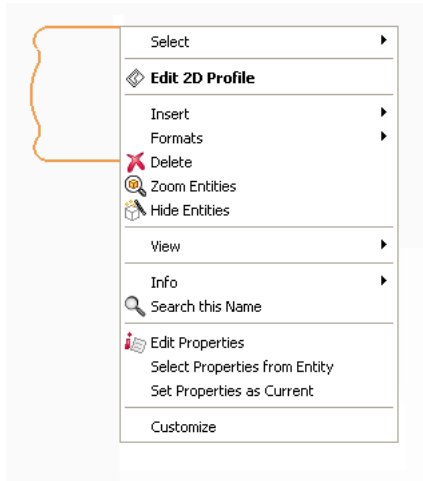 Select
Edit 2D Profile
Insert
Formats
Delete
Zoom Entities
Hide Entities
View
Info
Search this Name
Edit Properties
Select Properties from Entity
Set Properties as Current
Customize